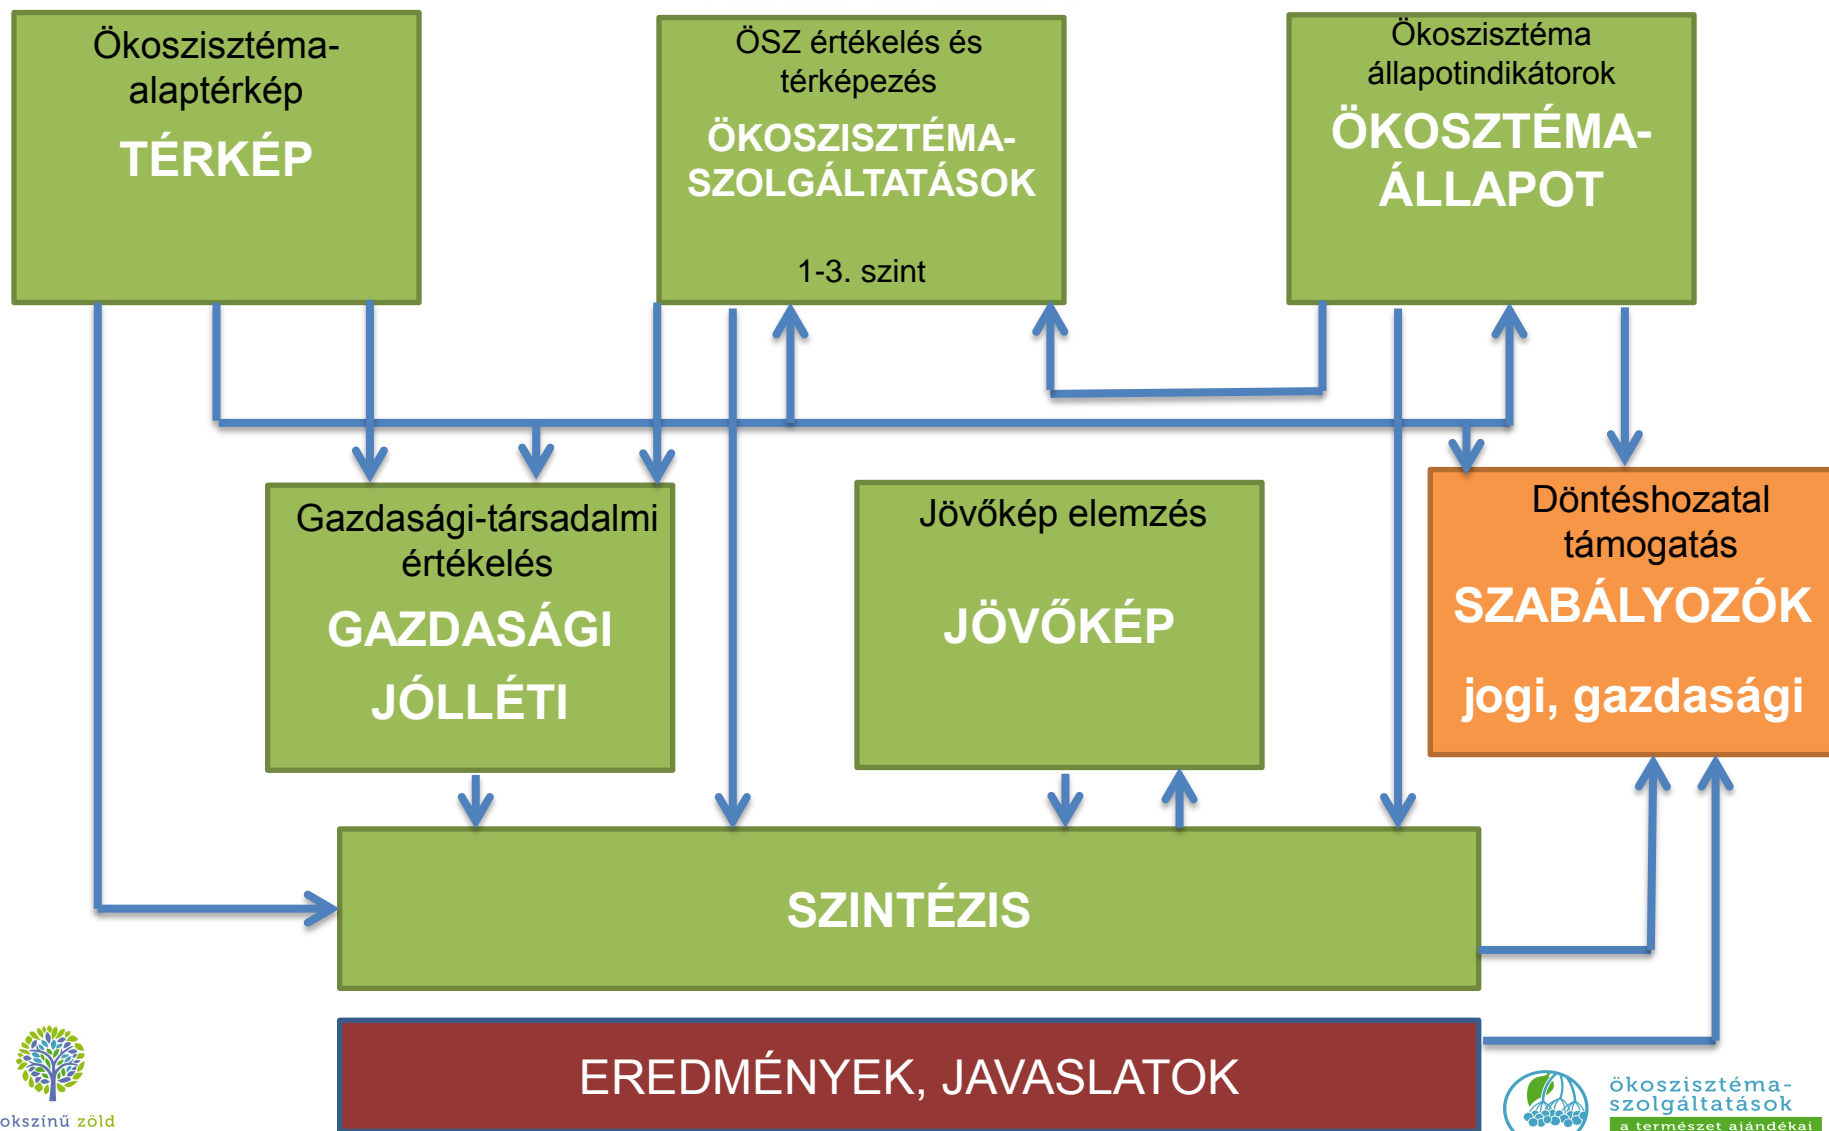 Ökoszisztéma-
alaptérkép
TÉRKÉP
ÖSZ értékelés és
térképezés
ÖKOSZISZTÉMA-
SZOLGÁLTATÁSOK
1-3. szint
Ökoszisztéma
állapotindikátorok
ÖKOSZTÉMA-
ÁLLAPOT
Gazdasági-társadalmi
értékelés
GAZDASÁGI
JÓLLÉTI
Jövőkép elemzés
JÖVŐKÉP
Döntéshozatal
támogatás
SZABÁLYOZÓK
jogi, gazdasági
SZINTÉZIS
EREDMÉNYEK, JAVASLATOK
okszínű zöld
ökoszisztéma-
szolgáltatások
a természet ajándékai